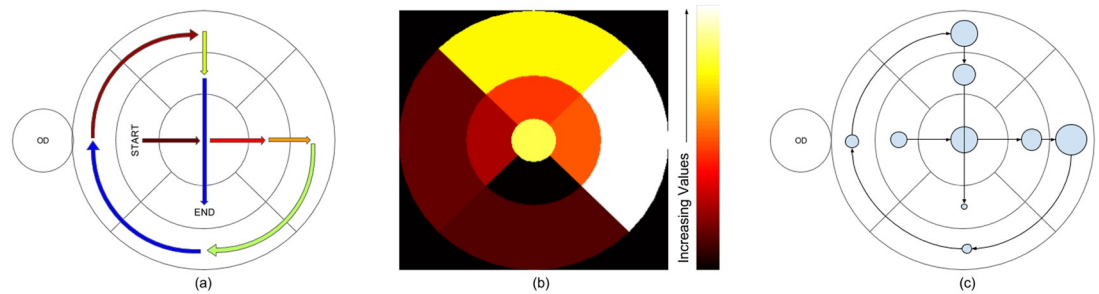 OD
START
END
(a)
Increasing Values
(b)
OD
(c)